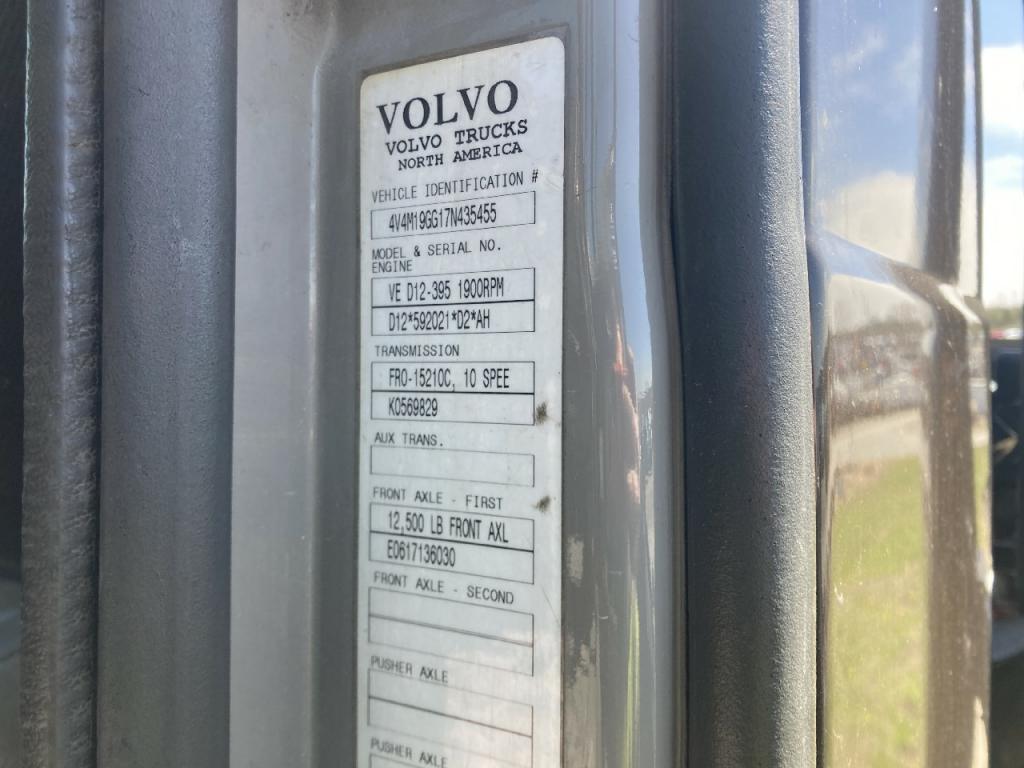 VOLVO
VOLVO TRUCKS
NORTH AMERICA
VEHICLE IDENTIFICATION #
4V4M19GG17N435455
MODEL & SERIAL NO.
ENGINE
VE D12-395 1900RPM
D12*592021*D2*AH
TRANSMISSION
FRO-15210C, 10 SPEE
K0569829
AUX TRANS.
FRONT AXLE - FIRST
12,500 LB FRONT AXL
E0617136030
FRONT AXLE - SECOND
PUSHER AXLE
PUSHER AXLE